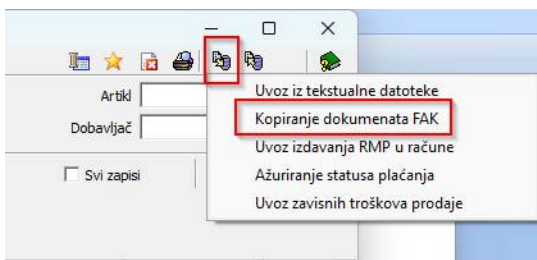 Artikl
Dobavljač
Svi zapisi
Uvoz iz tekstualne datoteke
Kopiranje dokumenata FAK
Uvoz izdavanja RMP u račune
Ažuriranje statusa plaćanja
Uvoz zavisnih troškova prodaje